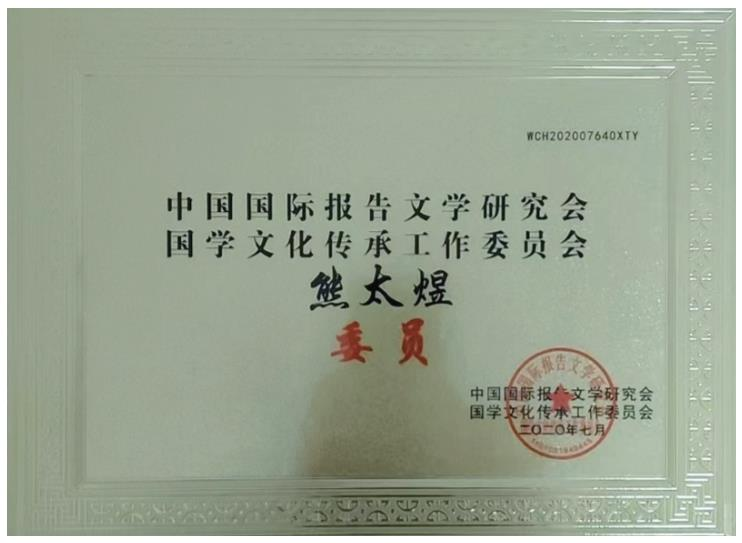 WCH202007640XTY
中国国际报告文学研究会
国学文化传承工作委员会
熊太煜
委员
中国国际报告文学研究会
国学文化传承工作委员会
二〇二〇年七月